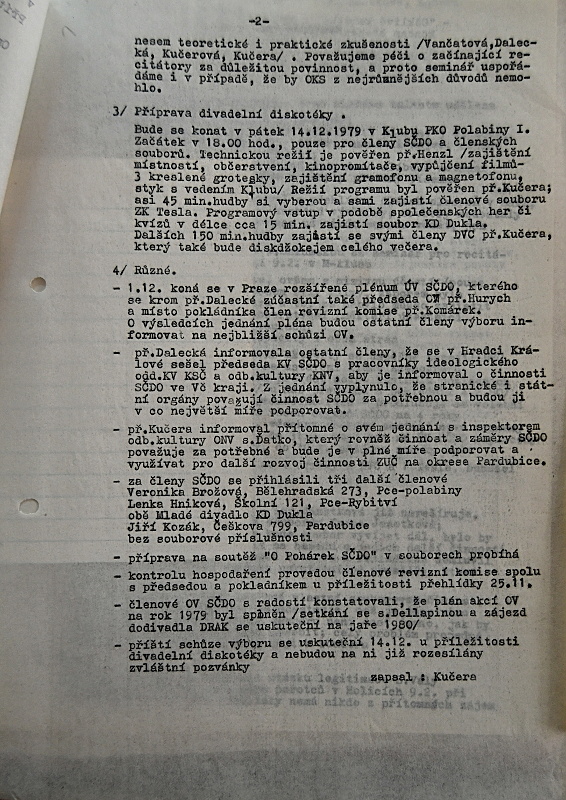 -2-
nesem teoretické i praktické zkušenosti /Vančatová,Dalec-
ká, Kučerová, Kučera/ . Považujeme péči o začínající re-
citátory za důležitou povinnost, a proto seminář uspořá-
dáme i v případě, že by OKS z nejrůznějších důvodů nemo-
hlo.
3/ Příprava divadelní diskotéky .
Bude se konat v pátek 14.12.1979 v Klubu PKO Polabiny I.
Začátek v 18.00 hod., pouze pro členy SČDO a členských
souborů. Technickou režií je pověřen př.Henzl /zajištění
místností, občerstvení, kinopromítače, vypůjčení filmů-
3 krealené grotesky, zajištění gramofonu a magnetofonu,
styk s vedením Klubu/ Režií programu byl pověřen př.Kučera;
asi 45 min.hudby si vyberou a sami zajistí členové souboru
ZK Tesla. Programový vstup v podobě společenských her či
kvízů v délce cca 15 min. zajistí soubor KD Dukla.
Dalších 150 min.hudby zajistí se svými členy DVC př.Kučera,
který také bude diskžokejem celého večera.
4/ Různé.
- 1.12. koná se v Praze rozšířené plénum ÚV SČDO, kterého
se krom př.Dalecké zúčastní také předseda OV př.Hurych
a místo pokladníka člen revizní komise př.Komárek.
O výsledcích jednání pléna budou ostatní členy výboru in-
formovat na nejbližší schůzi OV.
- př.Dalecká informovala ostatní členy, že se v Hradci Krá-
lové sešel předseda KV SČDO s pracovníky ideologického
odd.KV KSČ a odb.kultury KNV, aby je informoval o činnosti
SČDO ve Vč kraji. Z jednání vyplynulo, že stranické i stát-
ní orgány považují činnost SČDO za potřebnou a budou ji
v co největší míře podporovat.
- př.Kučera informoval přítomné o svém jednání s inspektorem
odb.kultury ONV s.Ďatko, který rovněž činnost a záměry SČDO
považuje za potřebné a bude je v plné míře podporovat a
využívat pro další rozvoj činnosti ZUČ na okrese Pardubice.
- za členy SČDO se přihlásili tři další členové
Veronika Brožová, Bělehradská 273, Pce-polabiny
Lenka Hniková, Školní 121, Pce-Rybitví
obě Mladé divadlo KD Dukla
Jiří Kozák, Češkova 799, Pardubice
bez souborové příslušnosti
- příprava na soutěž "O Pohárek SČDO" v souborech probíhá
- kontrolu hospodaření provedou členové revizní komise spolu
s předsedou a pokladníkem u příležitosti přehlídky 25.11.
- členové OV SČDO s radostí konstatovali, že plán akcí OV
na rok 1979 byl splněn /setkání se s.Dellapinou a zájezd
dodivadla DRAK se uskuteční na jaře 1980/
- příští schůze výboru se uskuteční 14.12. u příležitosti
divadelní diskotéky a nebudou na ni již rozesílány
zvláštní pozvánky
zapsal : Kučera